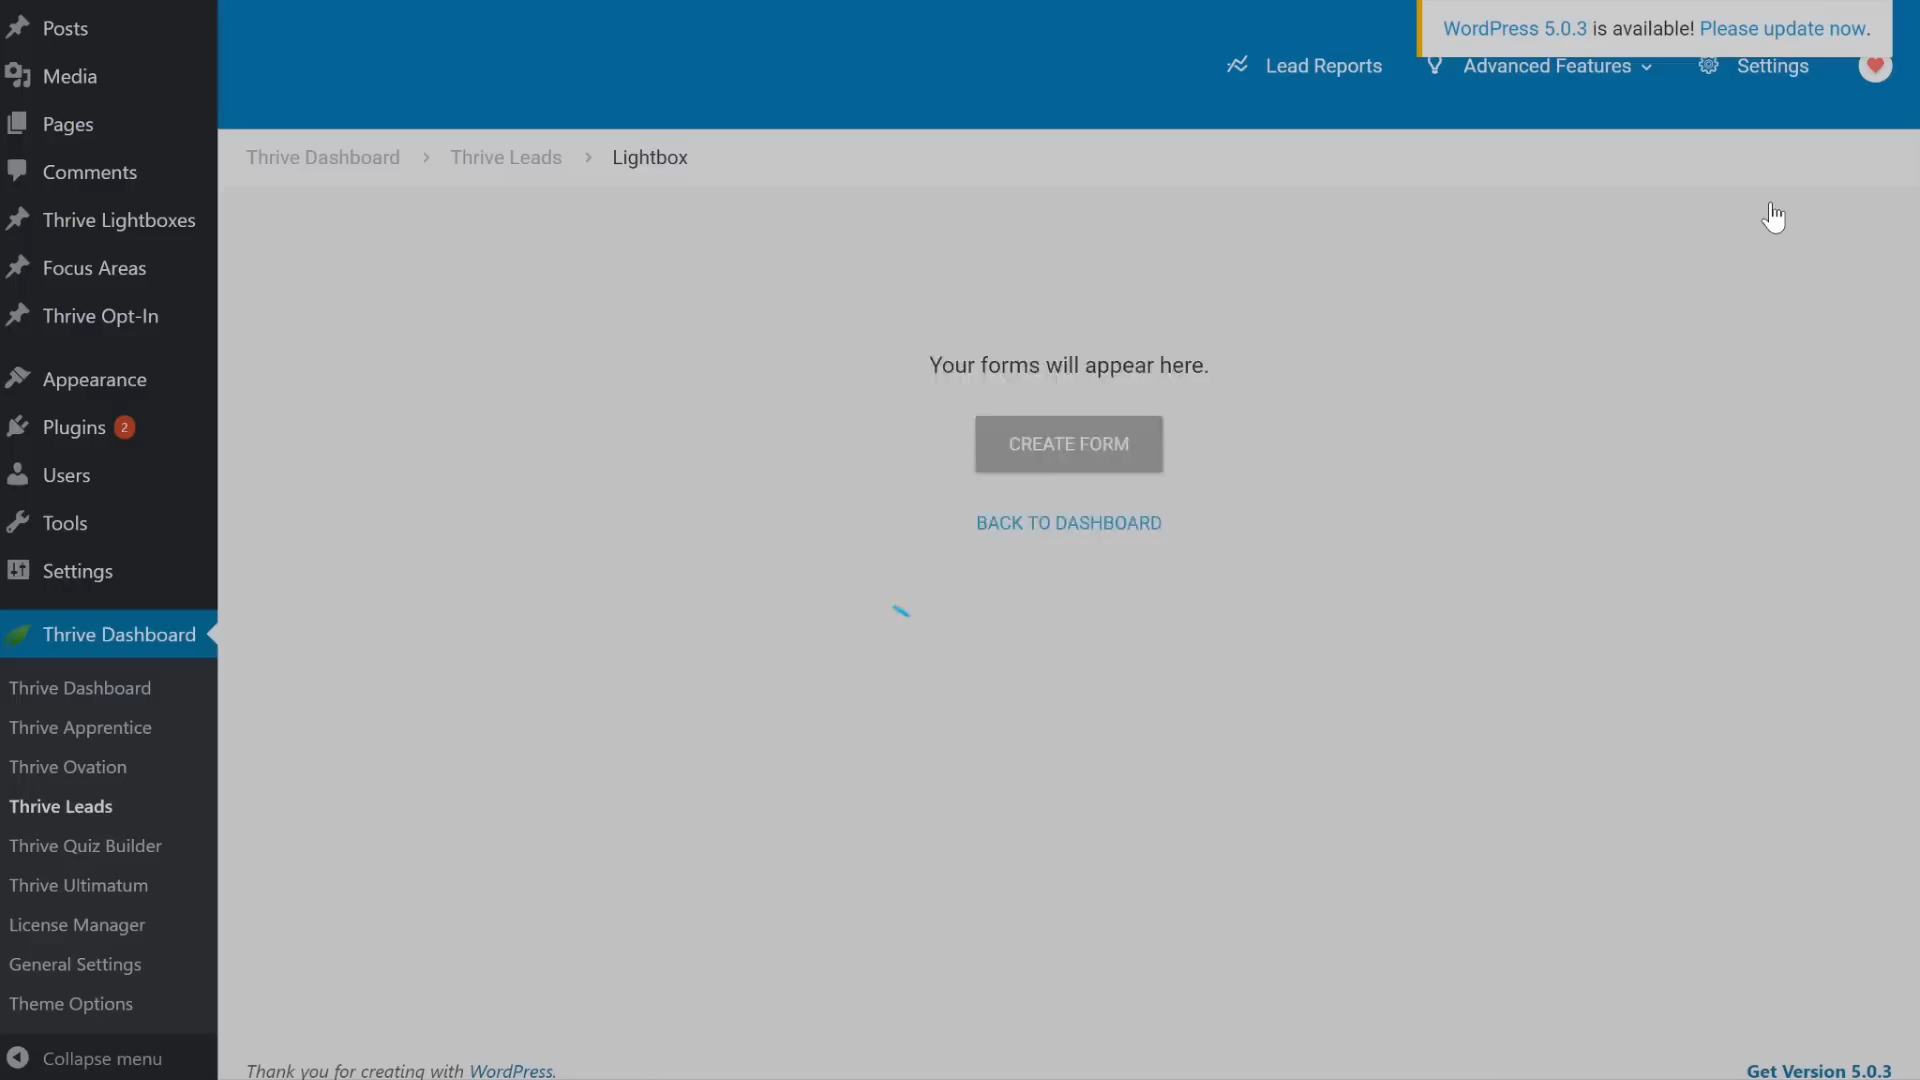 WordPress 5.0.3 is available! Please update now.
Lead Reports
Advanced Features
Settings
Thrive Dashboard
Thrive Leads
Lightbox
Your forms will appear here.
CREATE FORM
BACK TO DASHBOARD
Posts
Media
Pages
Comments
Thrive Lightboxes
Focus Areas
Thrive Opt-In
Appearance
Plugins 2
Users
Tools
Settings
Thrive Dashboard
Thrive Dashboard
Thrive Apprentice
Thrive Ovation
Thrive Leads
Thrive Quiz Builder
Thrive Ultimatum
License Manager
General Settings
Theme Options
Collapse menu
Thank you for creating with WordPress.
Get Version 5.0.3